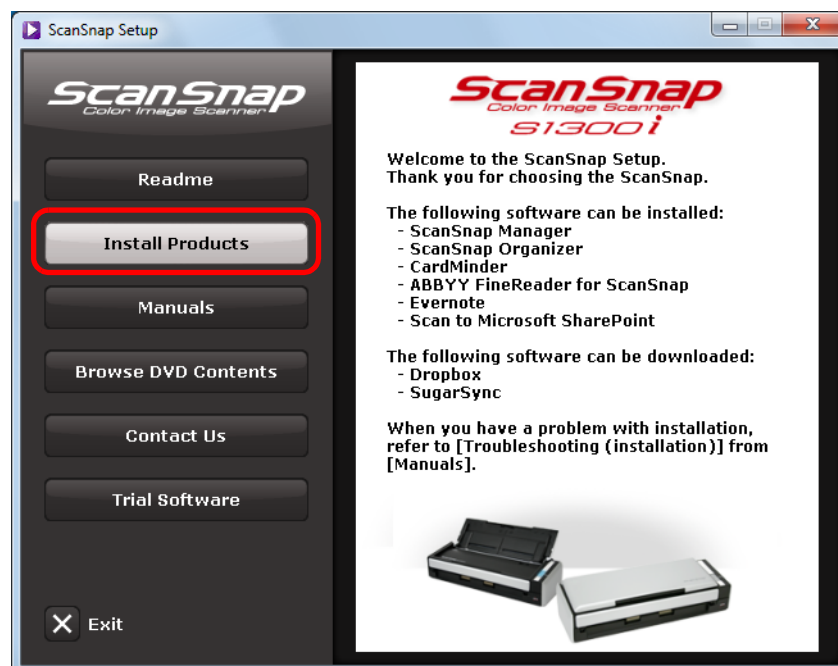 ScanSnap Setup
ScanSnap
Color Image Scanner
Readme
Install Products
Manuals
Browse DVD Contents
Contact Us
Trial Software
Exit
ScanSnap
Color Image Scanner
S1300i
Welcome to the ScanSnap Setup.
Thank you for choosing the ScanSnap.
The following software can be installed:
- ScanSnap Manager
- ScanSnap Organizer
- CardMinder
- ABBYY FineReader for ScanSnap
- Evernote
- Scan to Microsoft SharePoint
The following software can be downloaded:
- Dropbox
- SugarSync
When you have a problem with installation,
refer to [Troubleshooting (installation)] from
[Manuals].